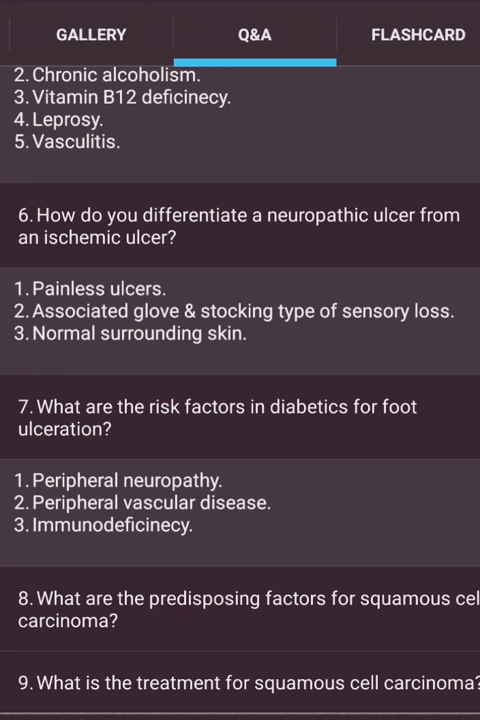 GALLERY
Q&A
FLASHCARD
2. Chronic alcoholism.
3. Vitamin B12 deficinecy.
4. Leprosy.
5. Vasculitis.
6. How do you differentiate a neuropathic ulcer from
an ischemic ulcer?
1. Painless ulcers.
2. Associated glove & stocking type of sensory loss.
3. Normal surrounding skin.
7. What are the risk factors in diabetics for foot
ulceration?
1. Peripheral neuropathy.
2. Peripheral vascular disease.
3. Immunodeficinecy.
8. What are the predisposing factors for squamous cel
carcinoma?
9. What is the treatment for squamous cell carcinoma?